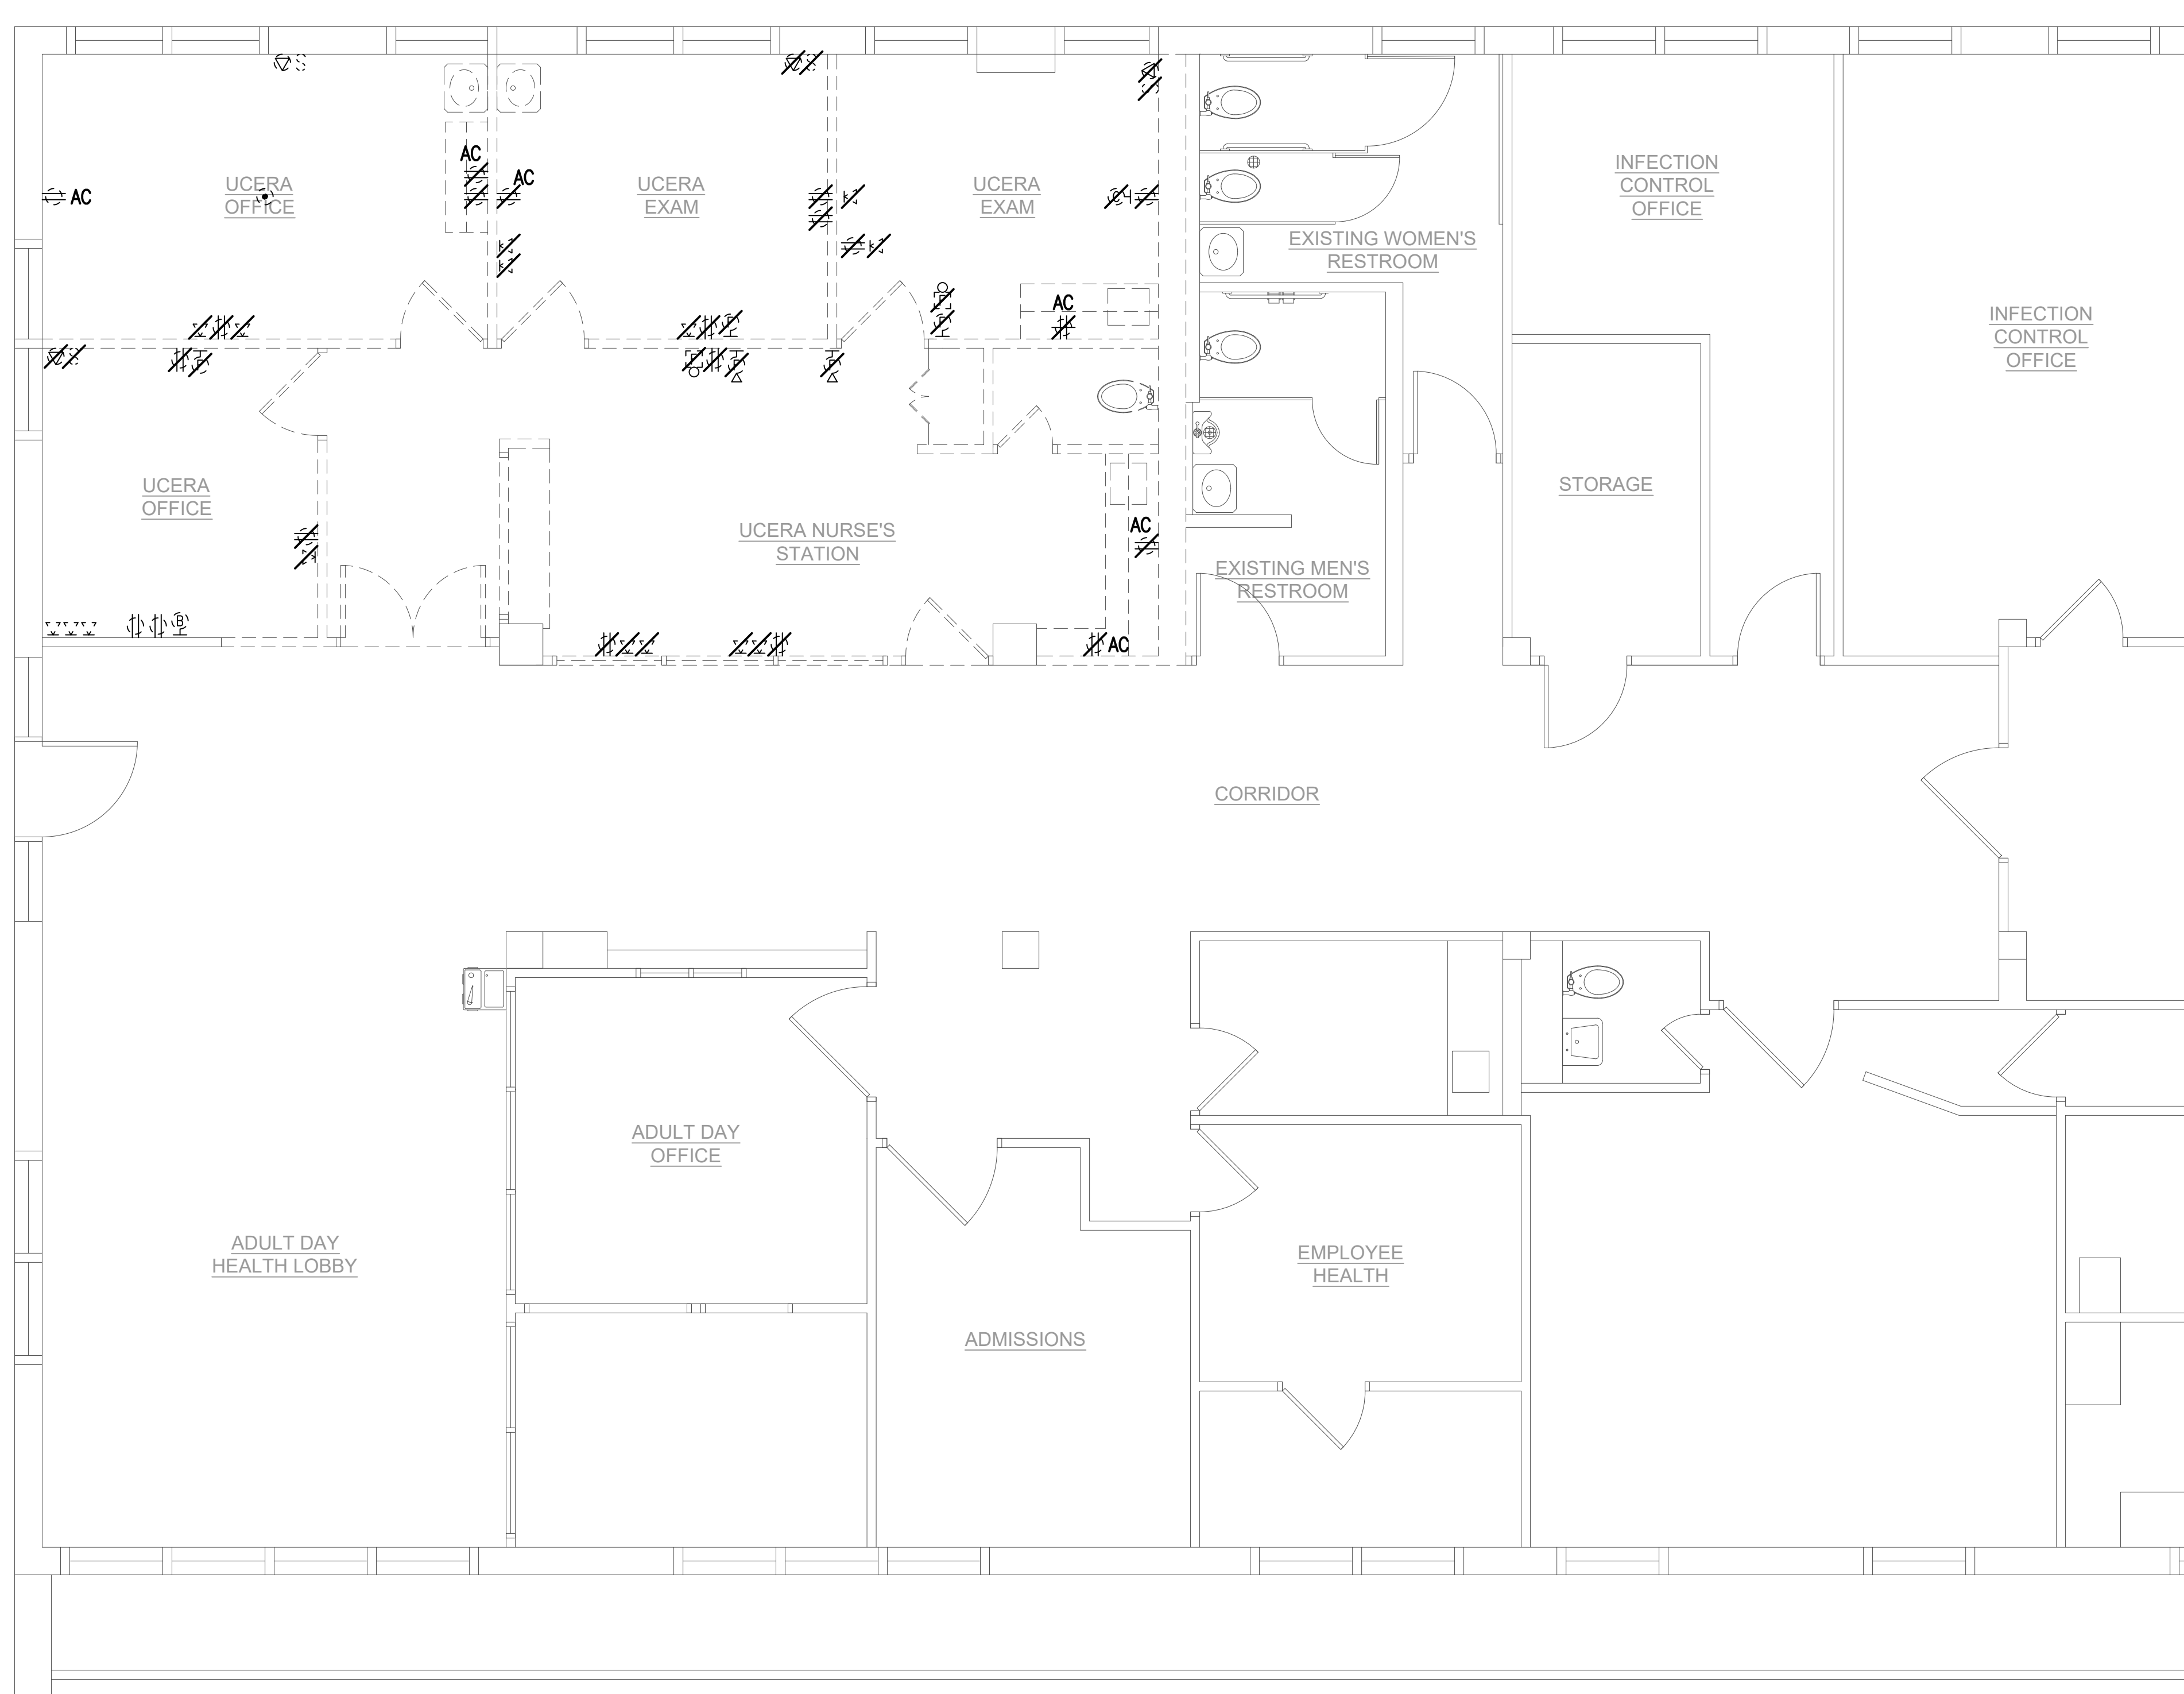 AC
AC
AC
UCERA
OFFICE
UCERA
EXAM
UCERA
EXAM
INFECTION
CONTROL
OFFICE
EXISTING WOMEN'S
RESTROOM
AC
INFECTION
CONTROL
OFFICE
UCERA
OFFICE
STORAGE
UCERA NURSE'S
STATION
AC
EXISTING MEN'S
RESTROOM
B
AC
CORRIDOR
ADULT DAY
OFFICE
ADULT DAY
HEALTH LOBBY
EMPLOYEE
HEALTH
ADMISSIONS